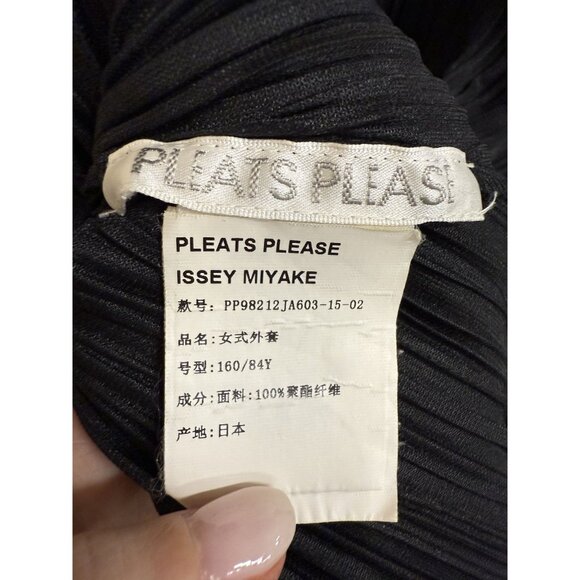 PLEATS PLEASE
PLEATS PLEASE
ISSEY MIYAKE
款号: PP98212JA603-15-02
品名:女式外套
号型:160/84Y
成分:面料:100%聚酯纤维
产地:日本